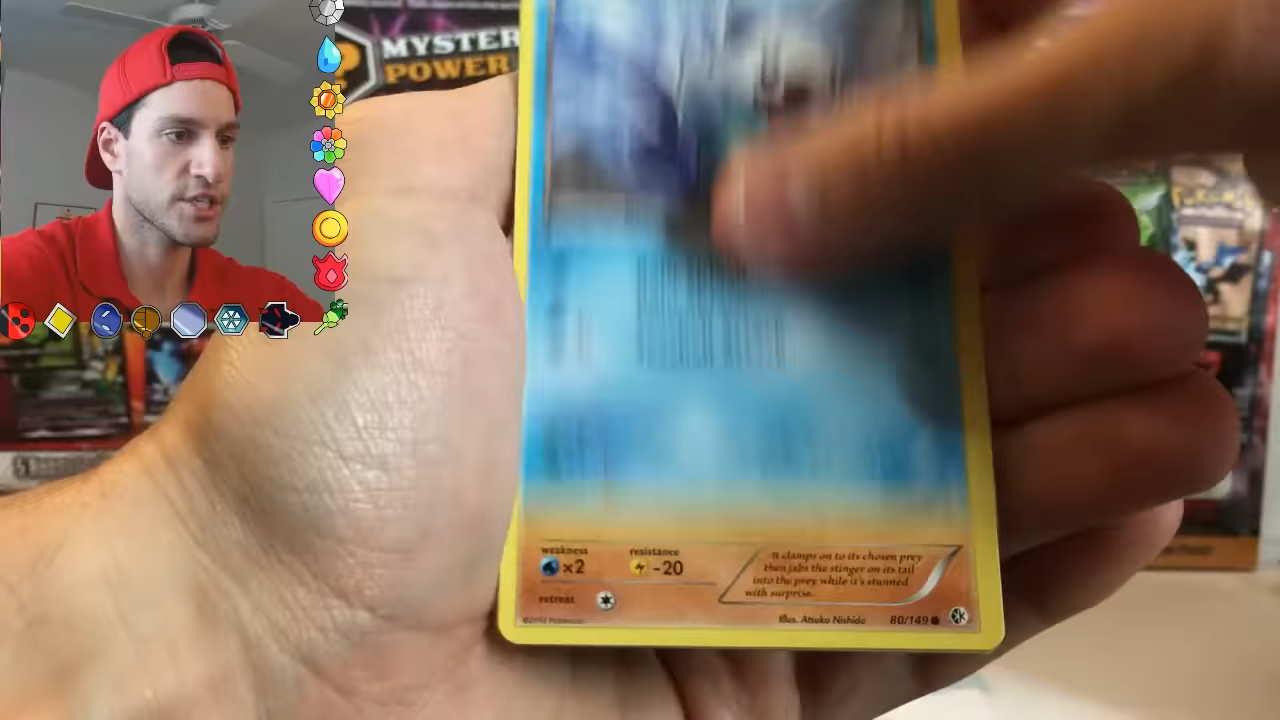 MYSTER
POWER
weakness
×2
resistance
-20
retreat
It clamps on to its chosen prey
then jabs the stinger on its tail
into the prey while it's stunned
with surprise.
Illus. Atsuko Nishida
80/149